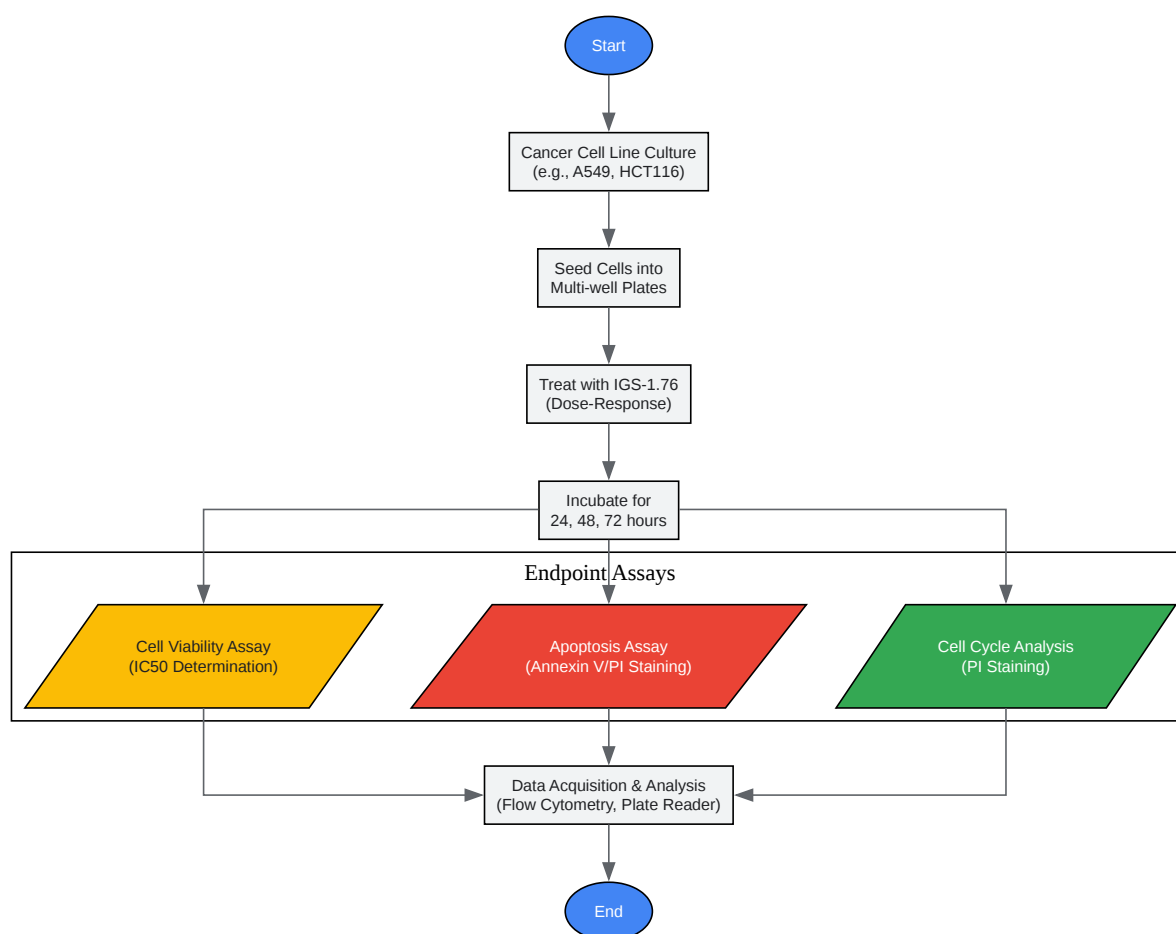 Start
Cancer Cell Line Culture
(e.g., A549, HCT116)
Seed Cells into
Multi-well Plates
Treat with IGS-1.76
(Dose-Response)
Incubate for
24, 48, 72 hours
Endpoint Assays
Cell Viability Assay
(IC50 Determination)
Apoptosis Assay
(Annexin V/PI Staining)
Cell Cycle Analysis
(PI Staining)
Data Acquisition & Analysis
(Flow Cytometry, Plate Reader)
End